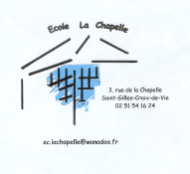 Ecole La Chapelle
3, rue de la Chapelle
Saint-Gilles-Croix-de-Vie
02 51 54 16 24
ec.lachapelle@wanadoo.fr